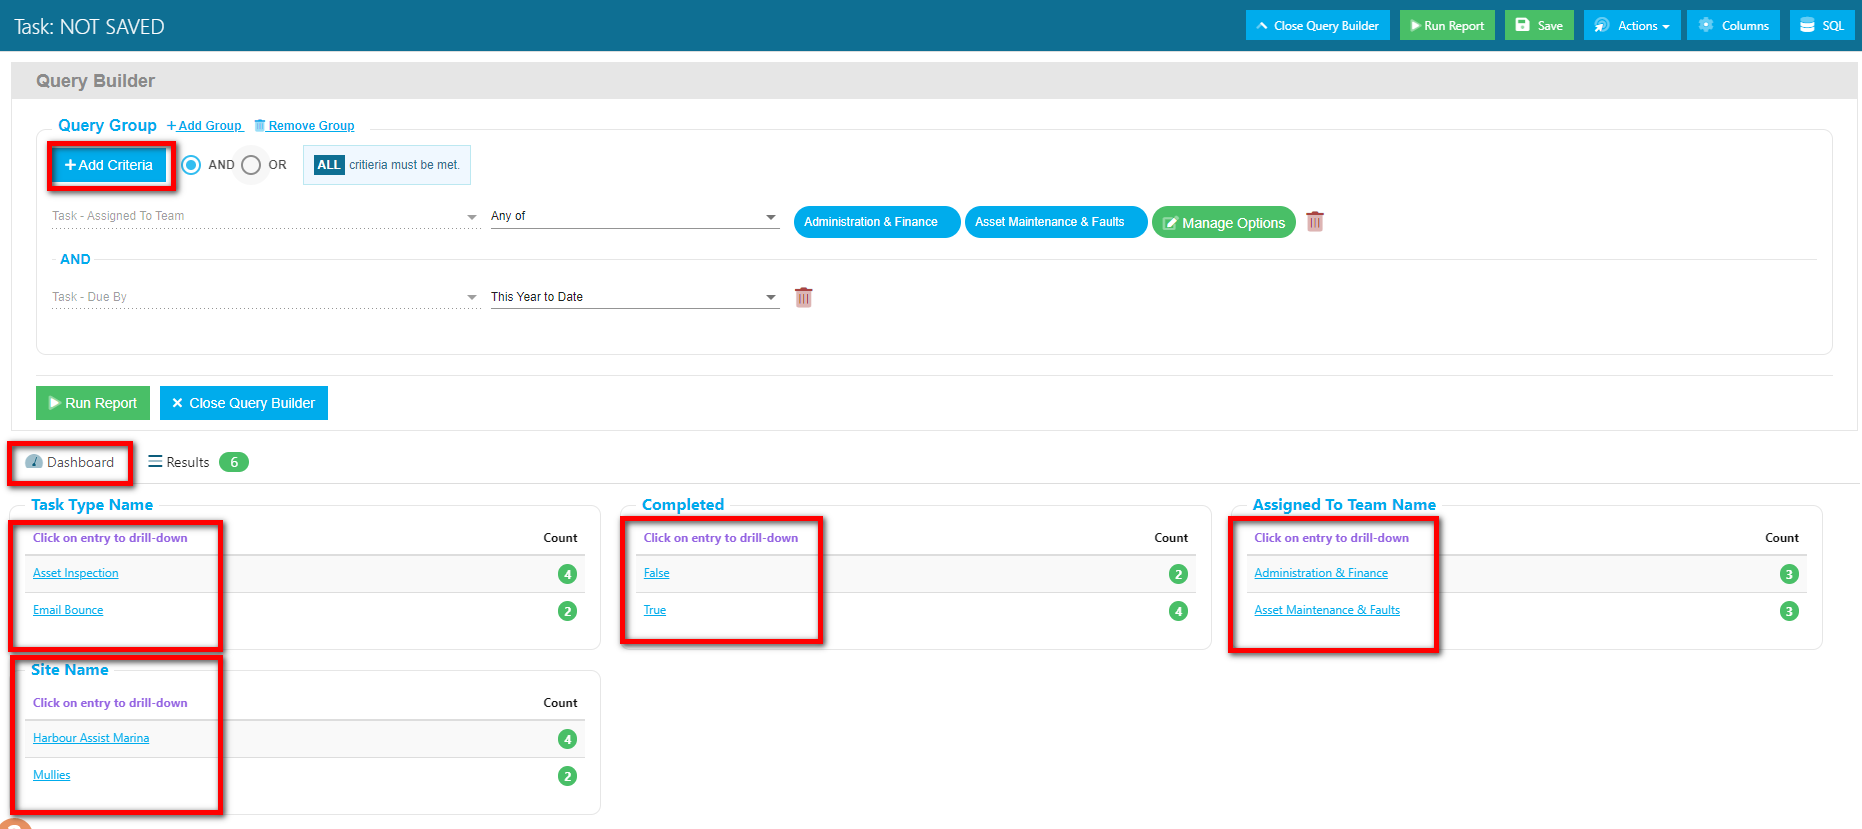 Task: NOT SAVED
Close Query Builder
Run Report
Save
Actions
Columns
SQL
Query Builder
Query Group + Add Group Remove Group
+ Add Criteria AND OR ALL critieria must be met.
Task - Assigned To Team Any of Administration & Finance Asset Maintenance & Faults Manage Options
AND
Task - Due By This Year to Date
Run Report
× Close Query Builder
Dashboard Results 6
Task Type Name
Click on entry to drill-down Count
Asset Inspection 4
Email Bounce 2
Completed
Click on entry to drill-down Count
False 2
True 4
Assigned To Team Name
Click on entry to drill-down Count
Administration & Finance 3
Asset Maintenance & Faults 3
Site Name
Click on entry to drill-down Count
Harbour Assist Marina 4
Mullies 2